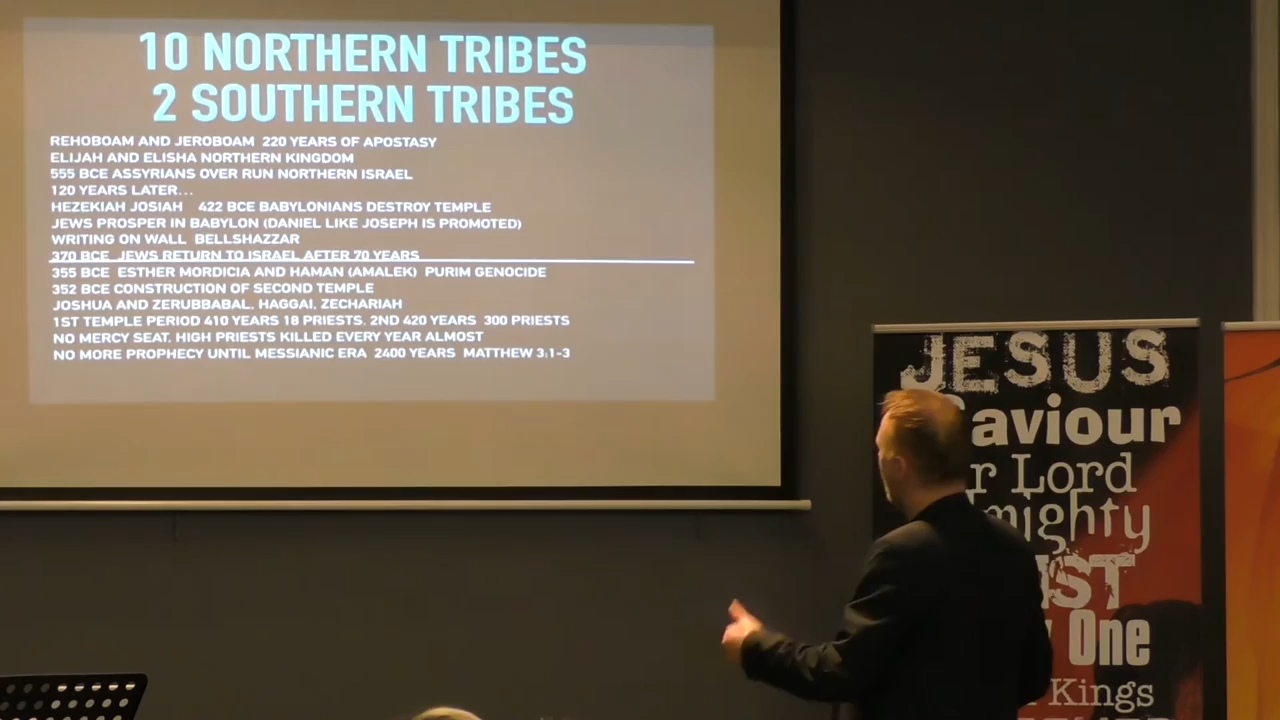 10 NORTHERN TRIBES
2 SOUTHERN TRIBES
REHOBOAM AND JEROBOAM 220 YEARS OF APOSTASY
ELIJAH AND ELISHA NORTHERN KINGDOM
555 BCE ASSYRIANS OVER RUN NORTHERN ISRAEL
120 YEARS LATER...
HEZEKIAH JOSIAH 422 BCE BABYLONIANS DESTROY TEMPLE
JEWS PROSPER IN BABYLON (DANIEL LIKE JOSEPH IS PROMOTED)
WRITING ON WALL BELLSHAZZAR
370 BCE JEWS RETURN TO ISRAEL AFTER 70 YEARS
355 BCE ESTHER MORDICIA AND HAMAN (AMALEK) PURIM GENOCIDE
352 BCE CONSTRUCTION OF SECOND TEMPLE
JOSHUA AND ZERUBBABAL, HAGGAI, ZECHARIAH
1ST TEMPLE PERIOD 410 YEARS 18 PRIESTS, 2ND 420 YEARS 300 PRIESTS
NO MERCY SEAT, HIGH PRIESTS KILLED EVERY YEAR ALMOST
NO MORE PROPHECY UNTIL MESSIANIC ERA 2400 YEARS MATTHEW 3:1-3
JESUS
aviour
r Lord
mighty
IST
One
Kings